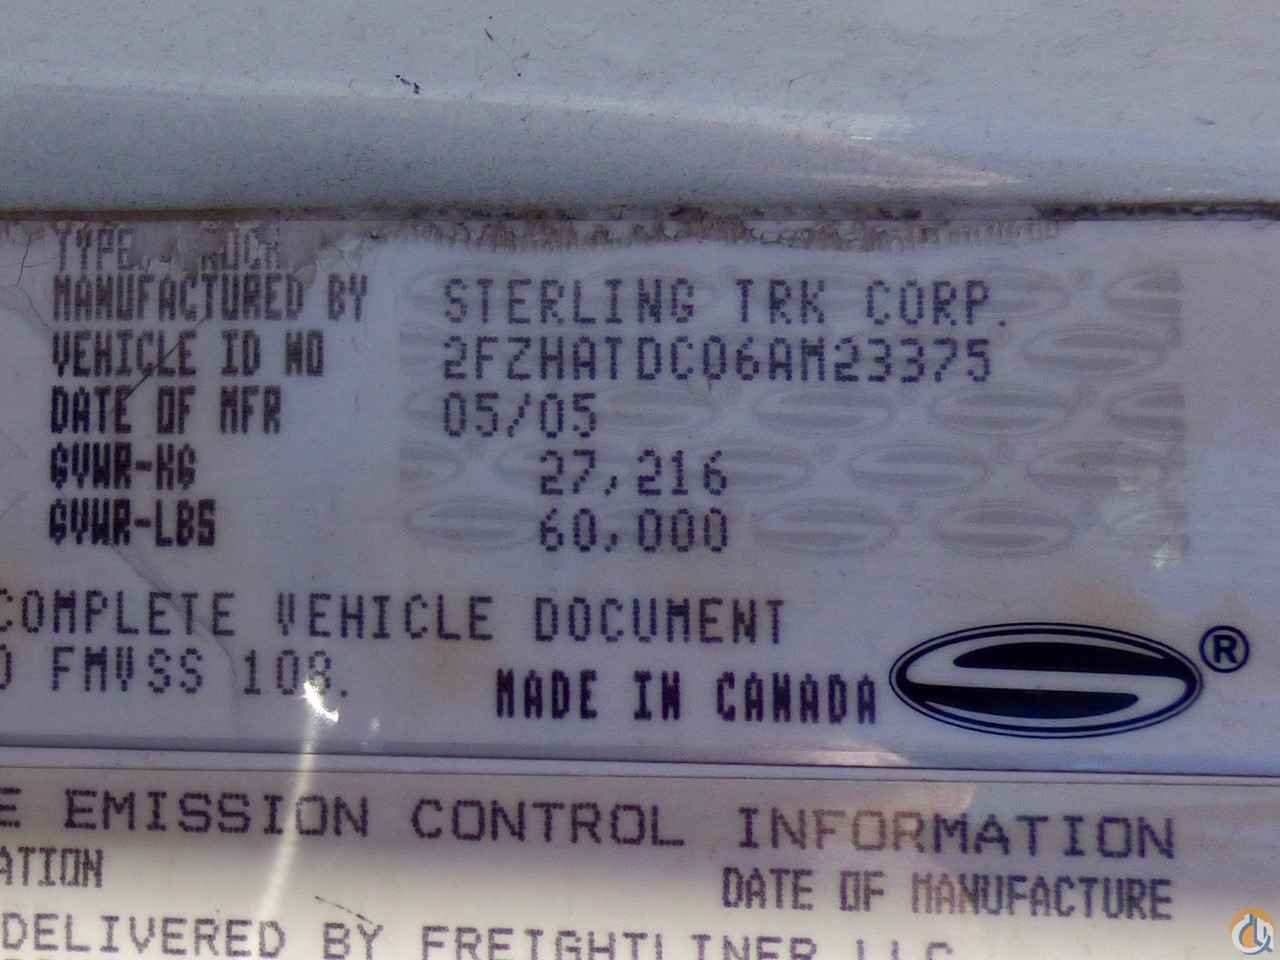 TYPE: TRUCK
MANUFACTURED BY STERLING TRK CORP.
VEHICLE ID NO 2FZHATDC06AM23375
DATE OF MFR 05/05
GVWR-KG 27,216
GVWR-LBS 60,000
COMPLETE VEHICLE DOCUMENT
FMVSS 108.
MADE IN CANADA
®
E EMISSION CONTROL INFORMATION
ATION
DATE OF MANUFACTURE
DELIVERED BY FREIGHTLINER LLC